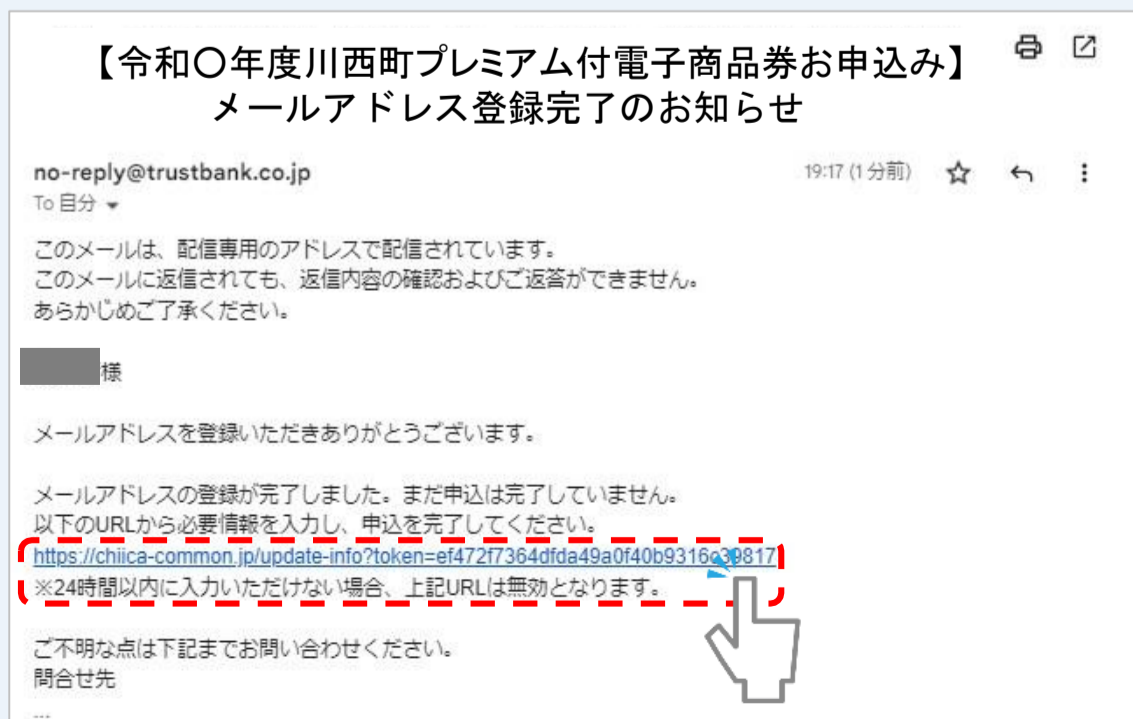 【令和〇年度川西町プレミアム付電子商品券お申込み】
メールアドレス登録完了のお知らせ
no-reply@trustbank.co.jp
19:17 (1 分前)
To 自分
このメールは、配信専用のアドレスで配信されています。
このメールに返信されても、返信内容の確認およびご返答ができません。
あらかじめご了承ください。
様
メールアドレスを登録いただきありがとうございます。
メールアドレスの登録が完了しました。まだ申込は完了していません。
以下のURLから必要情報を入力し、申込を完了してください。
https://chiica-common.jp/update-info?token=ef472f7364dfda49a0f40b9316c39817
※24時間以内に入力いただけない場合、上記URLは無効となります。
ご不明な点は下記までお問い合わせください。
問合せ先
...